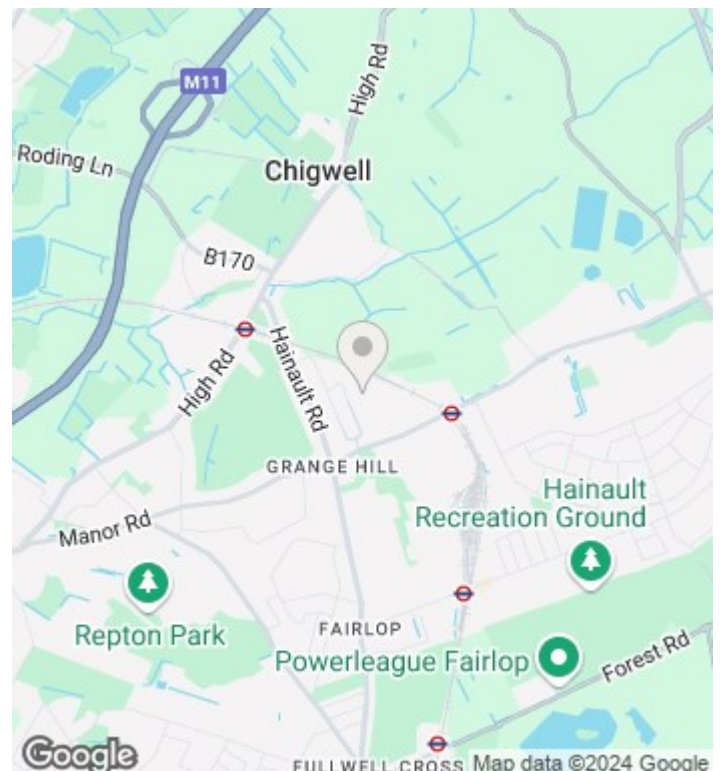 M11
High Rd
Roding Ln
Chigwell
B170
Hainault Rd
High Rd
GRANGE HILL
Hainault
Recreation Ground
Manor Rd
Repton Park
FAIRLOP
Powerleague Fairlop
Forest Rd
FULLWELL CROSS
Google
Map data ©2024 Google